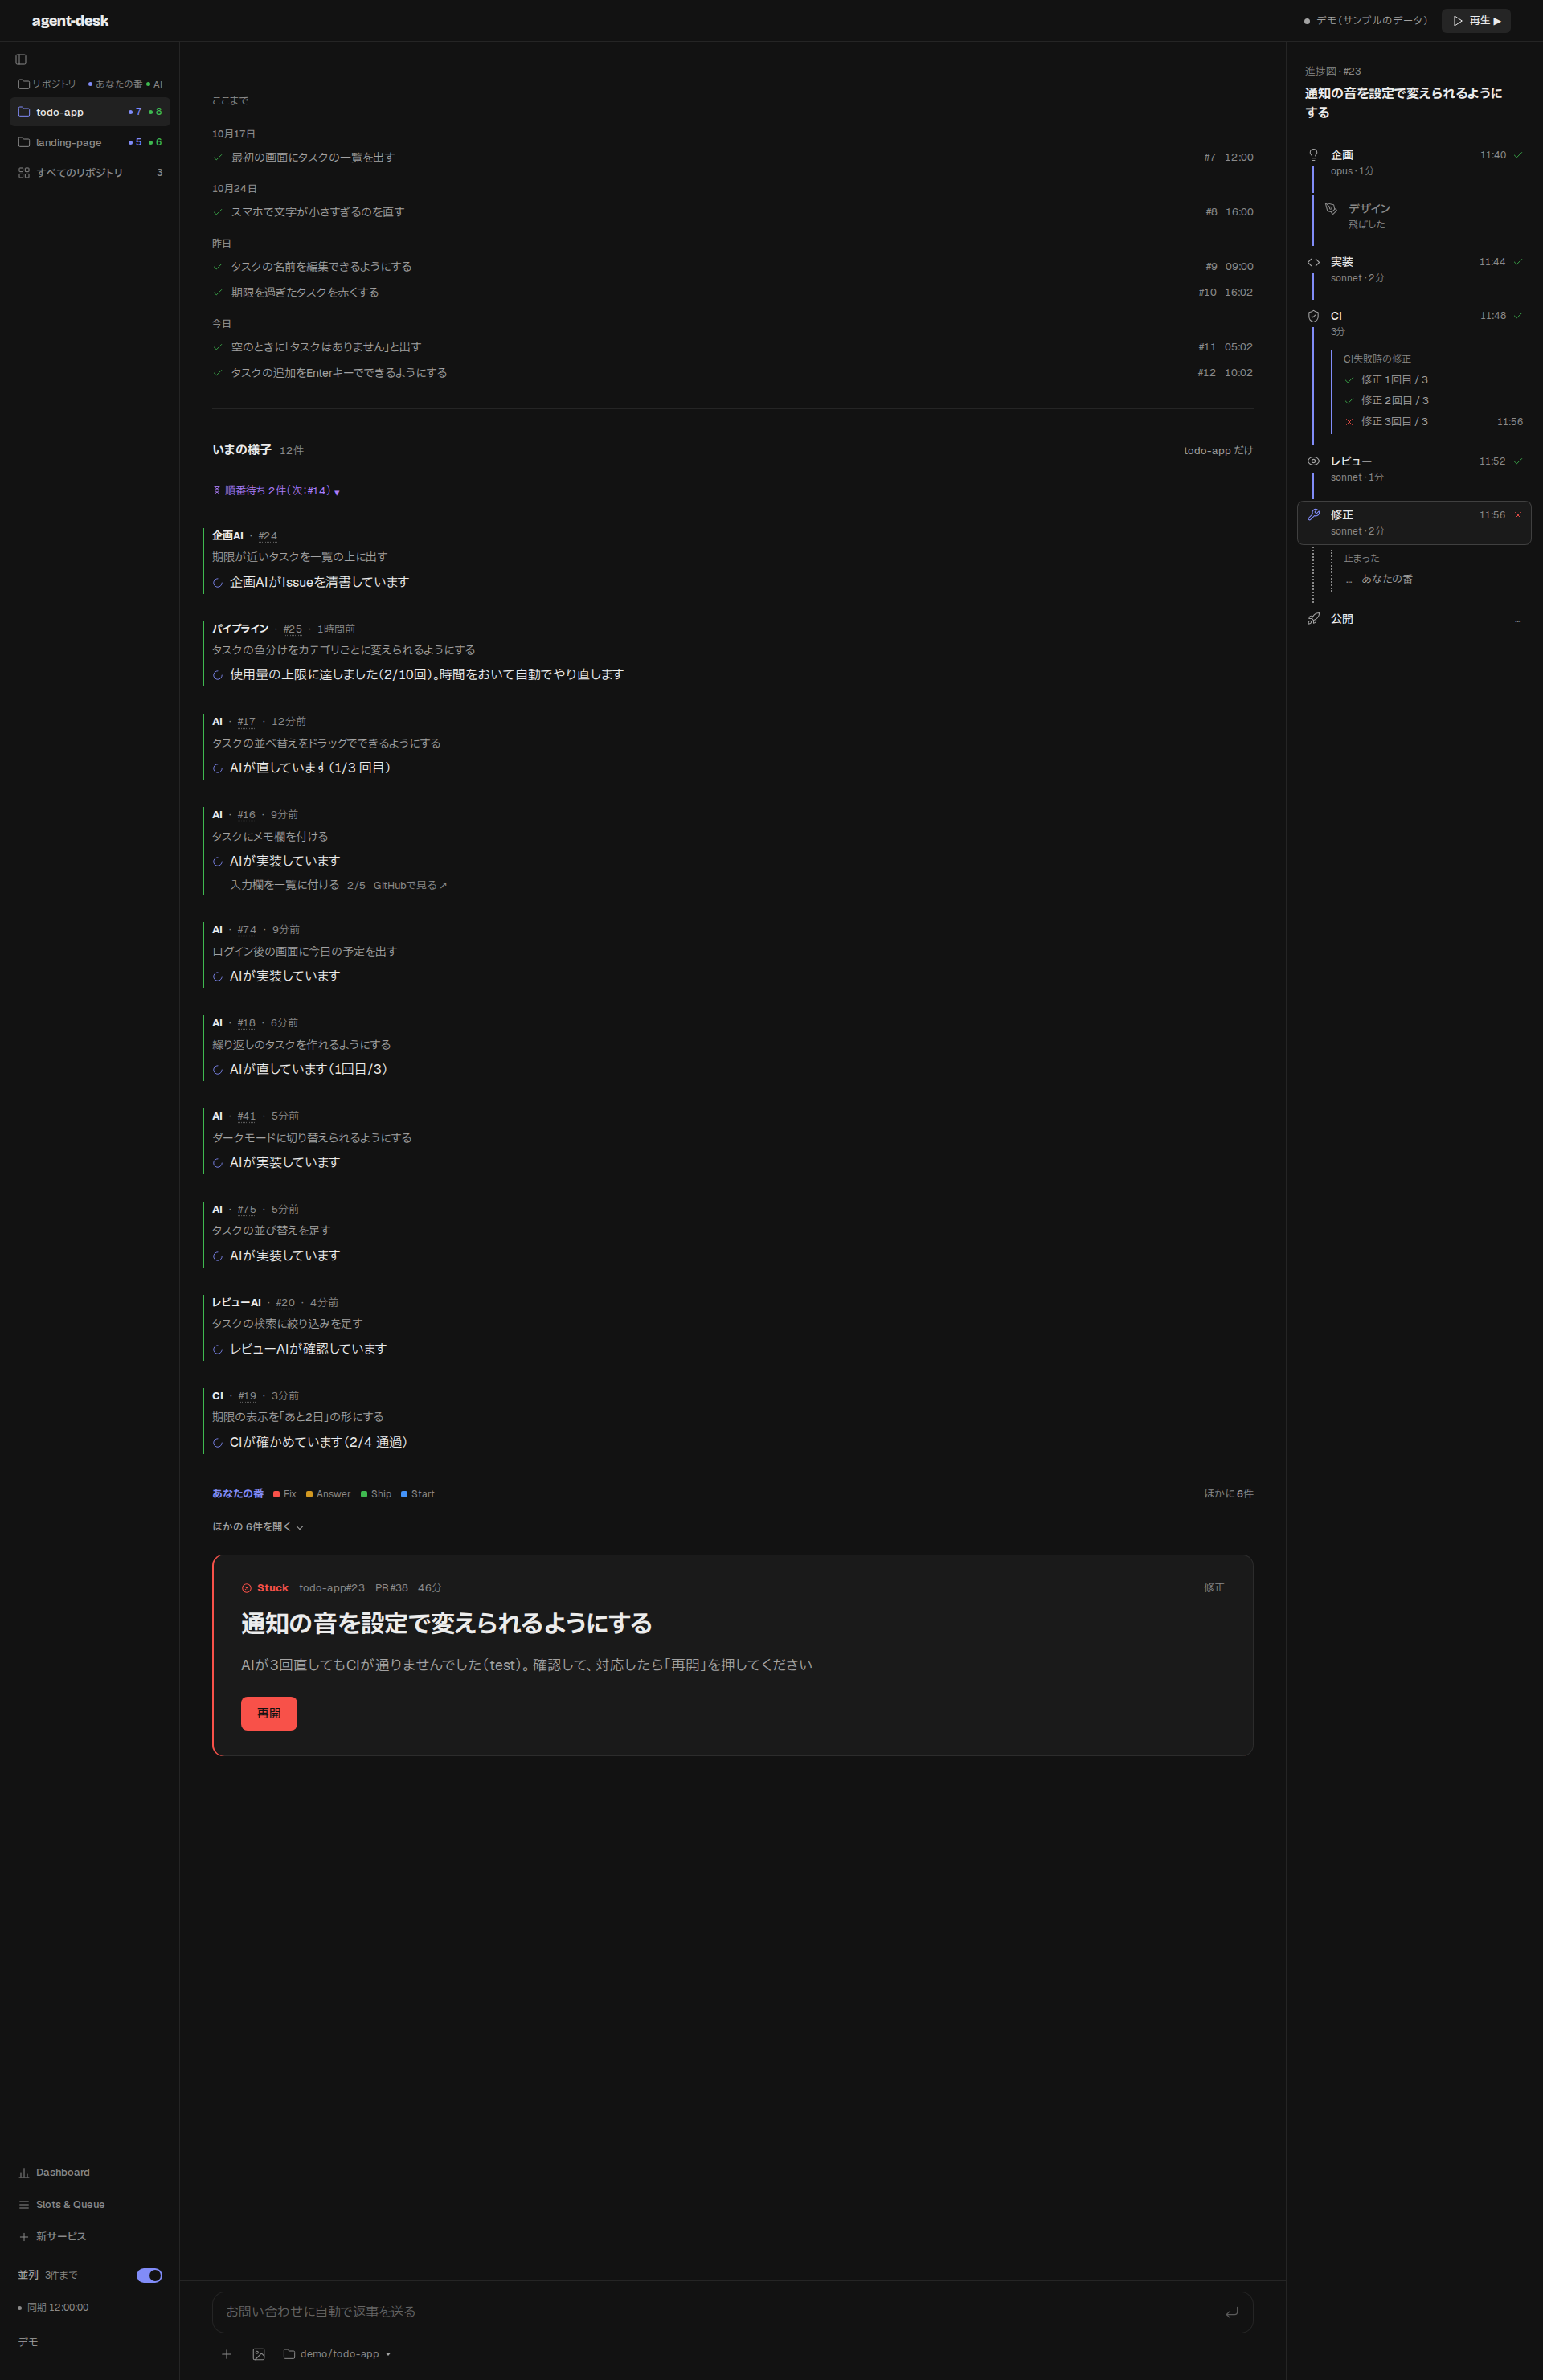 agent-desk
デモ(サンプルのデータ)
再生 ▶
リポジトリ
あなたの番 AI
todo-app
7 8
landing-page
5 6
すべてのリポジトリ
3
ここまで
10月17日
最初の画面にタスクの一覧を出す
#7 12:00
10月24日
スマホで文字が小さすぎるのを直す
#8 16:00
昨日
タスクの名前を編集できるようにする
#9 09:00
期限を過ぎたタスクを赤くする
#10 16:02
今日
空のときに「タスクはありません」と出す
#11 05:02
タスクの追加をEnterキーでできるようにする
#12 10:02
いまの様子 12件
todo-app だけ
順番待ち 2件(次:#14) ▾
企画AI · #24
期限が近いタスクを一覧の上に出す
企画AIがIssueを清書しています
パイプライン · #25 · 1時間前
タスクの色分けをカテゴリごとに変えられるようにする
使用量の上限に達しました(2/10回)。時間をおいて自動でやり直します
AI · #17 · 12分前
タスクの並べ替えをドラッグでできるようにする
AIが直しています(1/3 回目)
AI · #16 · 9分前
タスクにメモ欄を付ける
AIが実装しています
入力欄を一覧に付ける 2/5 GitHubで見る ↗
AI · #74 · 9分前
ログイン後の画面に今日の予定を出す
AIが実装しています
AI · #18 · 6分前
繰り返しのタスクを作れるようにする
AIが直しています(1回目/3)
AI · #41 · 5分前
ダークモードに切り替えられるようにする
AIが実装しています
AI · #75 · 5分前
タスクの並び替えを足す
AIが実装しています
レビューAI · #20 · 4分前
タスクの検索に絞り込みを足す
レビューAIが確認しています
CI · #19 · 3分前
期限の表示を「あと2日」の形にする
CIが確かめています(2/4 通過)
あなたの番 Fix Answer Ship Start
ほかに 6件
ほかの 6件を開く
Stuck todo-app#23 PR#38 46分
修正
通知の音を設定で変えられるようにする
AIが3回直してもCIが通りませんでした(test)。確認して、対応したら「再開」を押してください
再開
お問い合わせに自動で返事を送る
demo/todo-app ▾
Dashboard
Slots & Queue
新サービス
並列 3件まで
同期 12:00:00
デモ
進捗図 · #23
通知の音を設定で変えられるように
する
企画 11:40
opus · 1分
デザイン
飛ばした
実装 11:44
sonnet · 2分
CI 11:48
3分
CI失敗時の修正
修正 1回目 / 3
修正 2回目 / 3
修正 3回目 / 3 11:56
レビュー 11:52
sonnet · 1分
修正 11:56
sonnet · 2分
止まった
… あなたの番
公開 …